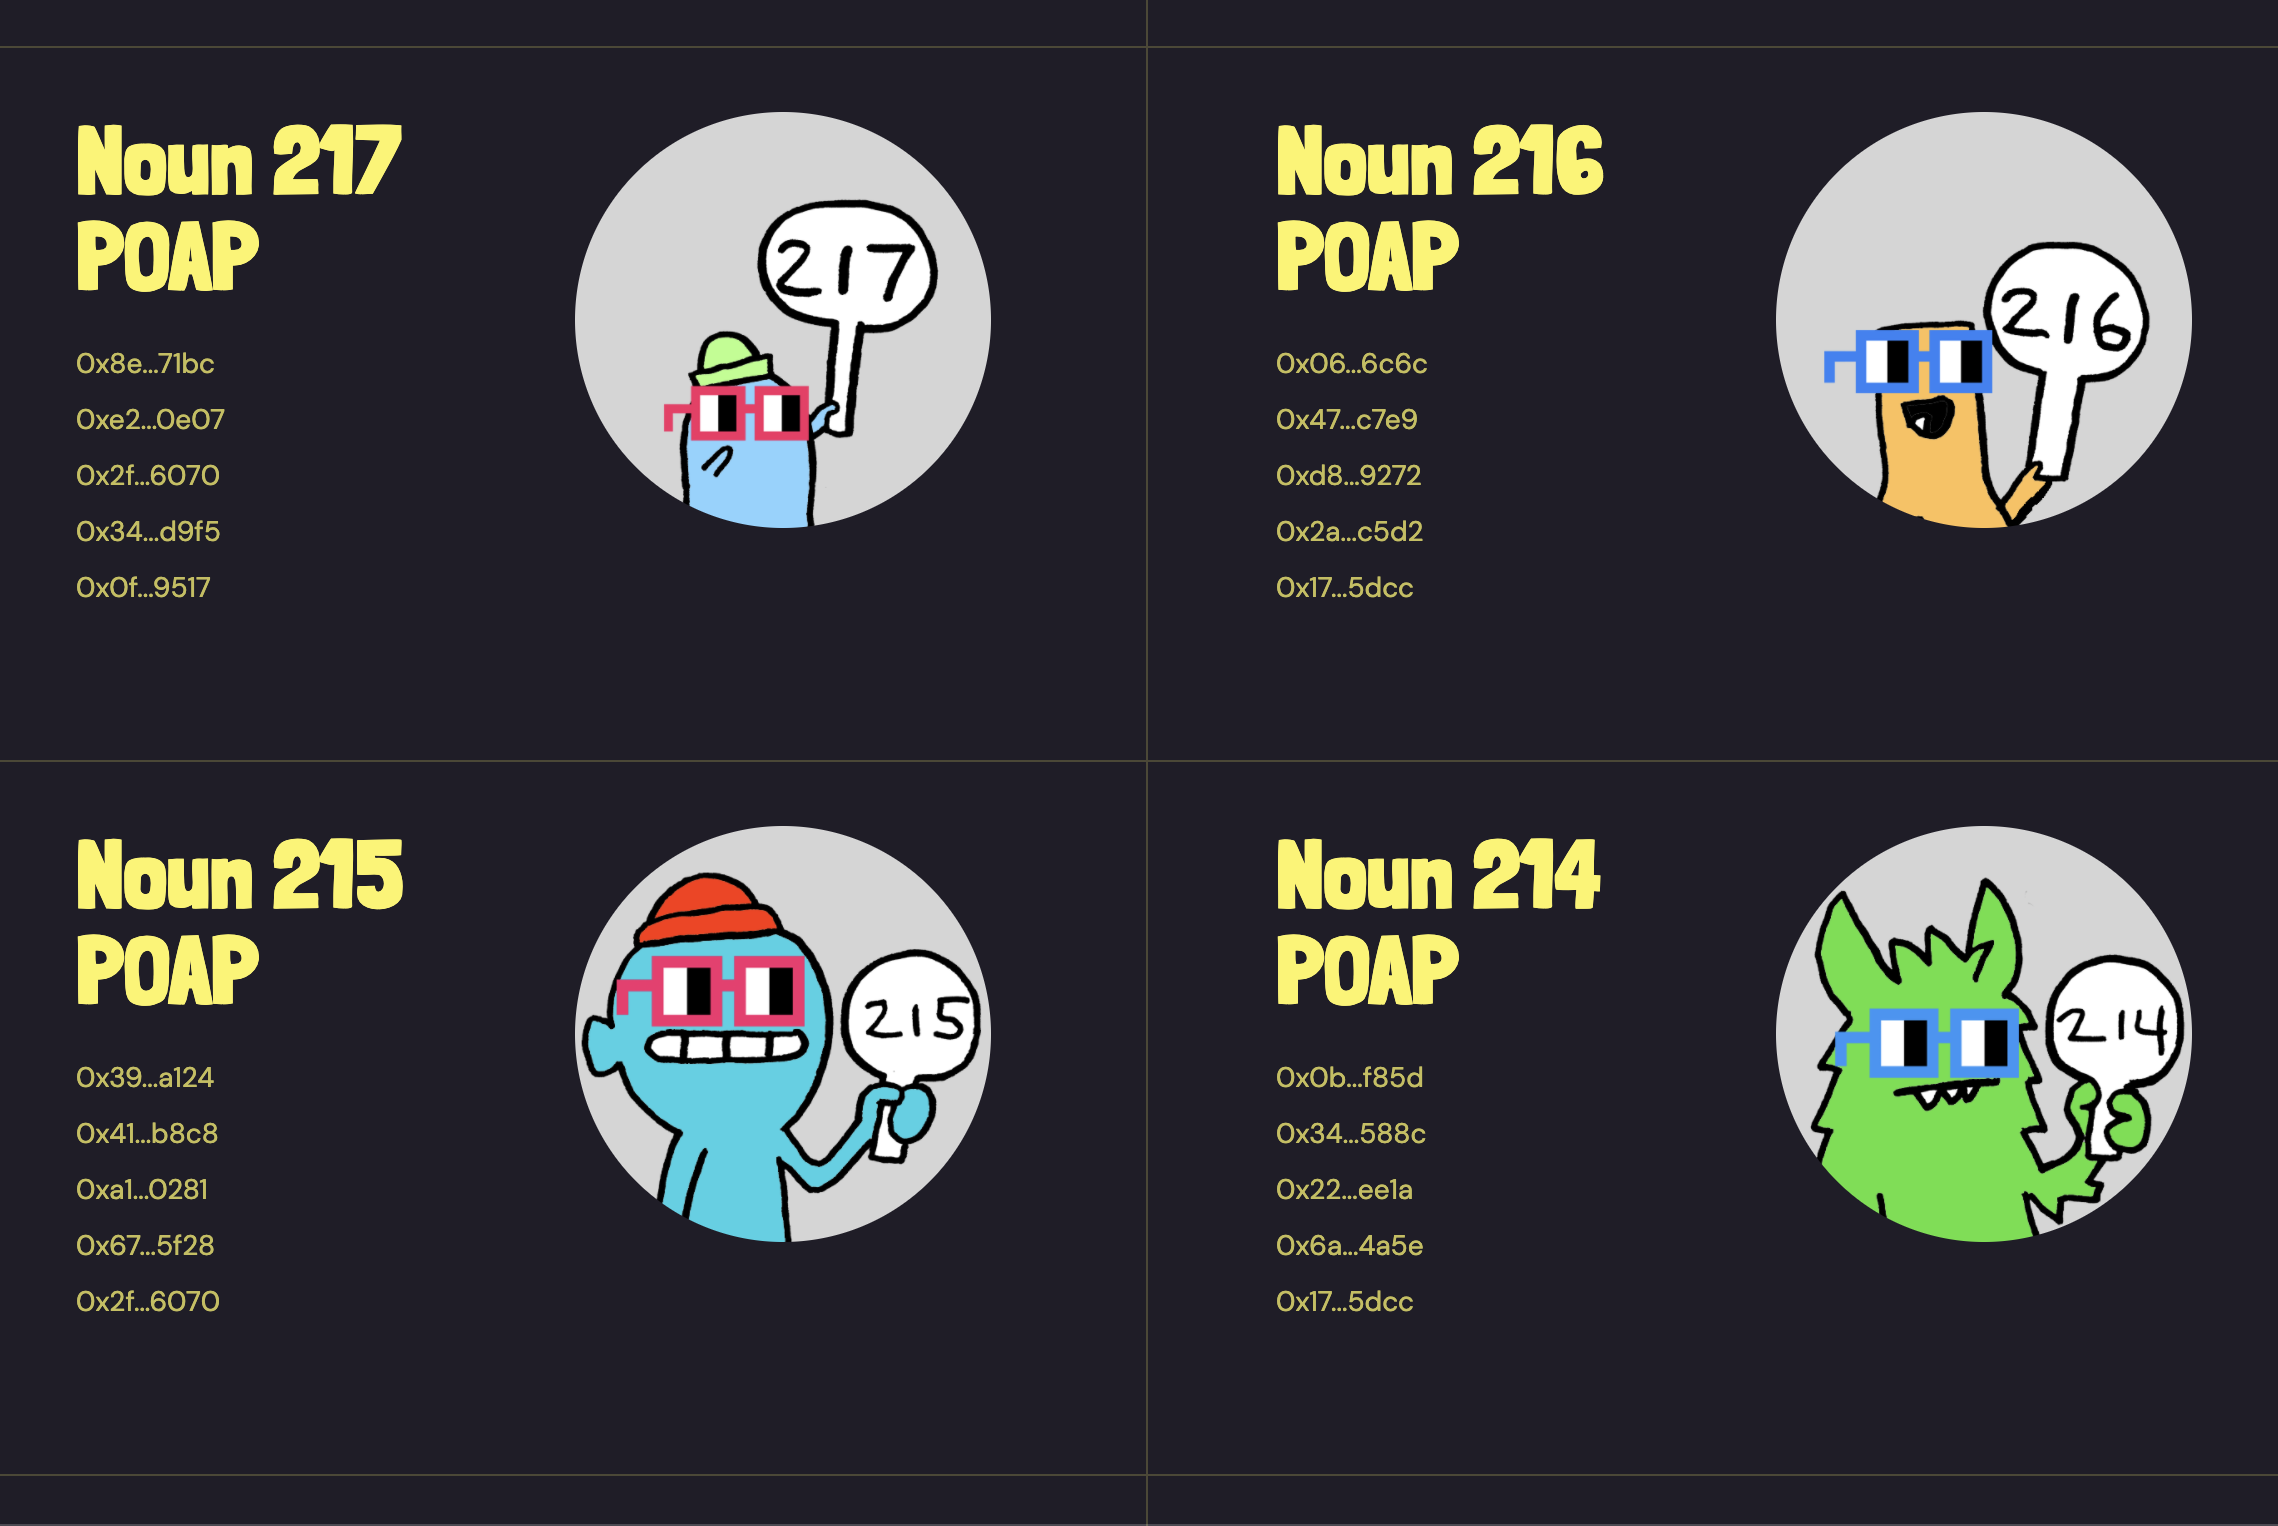 Noun 217
POAP
0x8e...71bc
0xe2...0e07
0x2f...6070
0x34...d9f5
0x0f...9517
217
Noun 216
POAP
0x06...6c6c
0x47...c7e9
0xd8...9272
0x2a...c5d2
0x17...5dcc
216
Noun 215
POAP
0x39...a124
0x41...b8c8
0xa1...0281
0x67...5f28
0x2f...6070
215
Noun 214
POAP
0x0b...f85d
0x34...588c
0x22...ee1a
0x6a...4a5e
0x17...5dcc
214